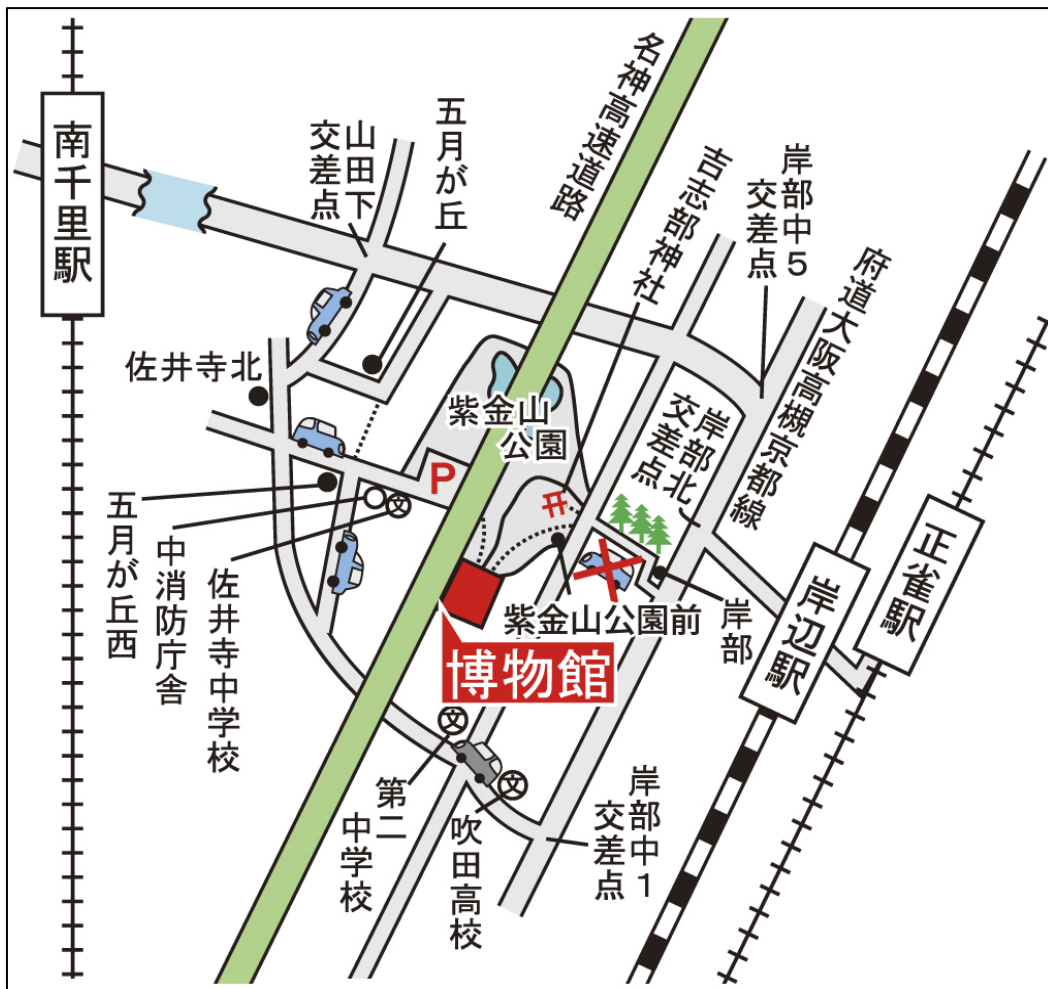 名神高速道路
五月が丘
山田下
交差点
南千里駅
吉志部神社
岸部中5
交差点
府道大阪高槻京都線
佐井寺北
紫金山
公園
岸部北
交差点
P
文
五月が丘西
中消防庁舎
佐井寺中学校
紫金山公園前
岸部
岸辺駅
正雀駅
博物館
文
第二
中学校
文
吹田高校
岸部中1
交差点